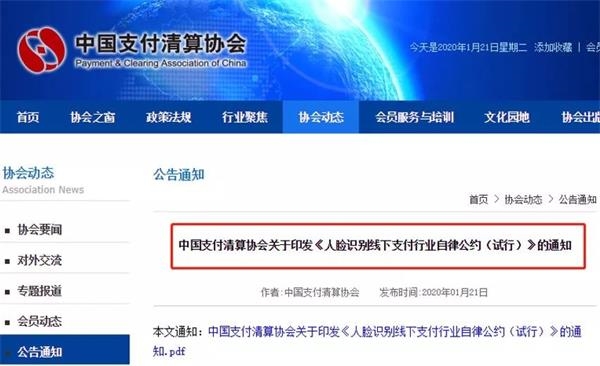 中国支付清算协会
Payment & Clearing Association of China
今天是2020年1月21日星期二 添加收藏 | 会员
首页 协会之窗 政策法规 行业聚焦 协会动态 会员服务与培训 文化园地 协会出
协会动态
Association News
公告通知
首页 > 协会动态 > 公告通知
协会要闻
对外交流
专题报道
会员动态
公告通知
中国支付清算协会关于印发《人脸识别线下支付行业自律公约（试行）》的通知
作者:中国支付清算协会 发布时间:2020年01月21日
本文通知：中国支付清算协会关于印发《人脸识别线下支付行业自律公约（试行）》的通
知.pdf